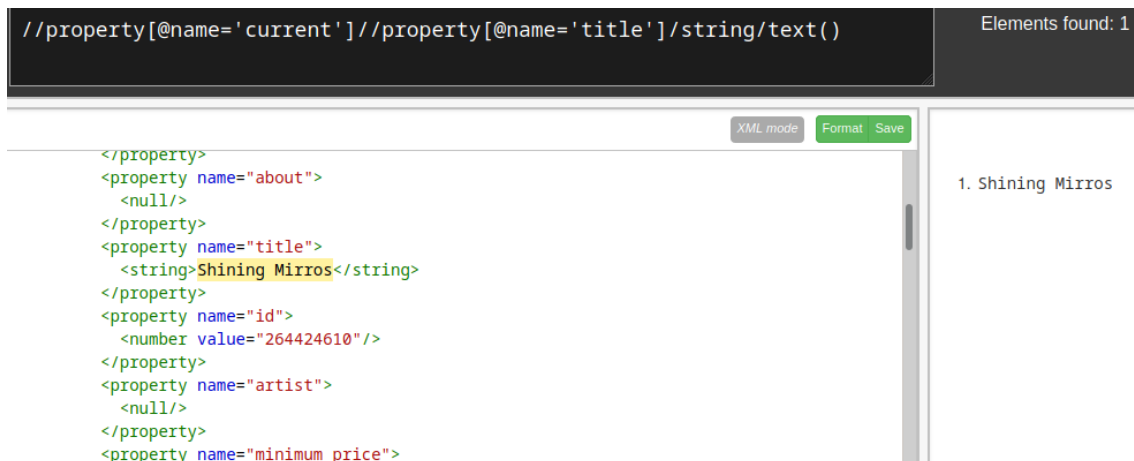 //property[@name='current']//property[@name='title']/string/text()
Elements found: 1
XML mode
Format
Save
</property>
<property name="about">
<null/>
</property>
<property name="title">
<string>Shining Mirros</string>
</property>
<property name="id">
<number value="264424610"/>
</property>
<property name="artist">
<null/>
</property>
<property name="minimum_price">
1. Shining Mirros